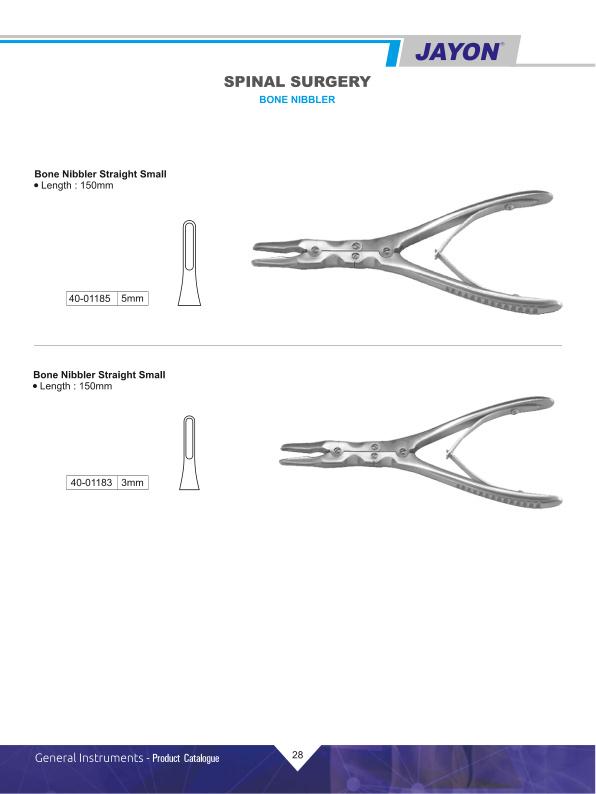 JAYON®
SPINAL SURGERY
BONE NIBBLER
Bone Nibbler Straight Small
• Length : 150mm
40-01185 5mm
Bone Nibbler Straight Small
• Length : 150mm
40-01183 3mm
General Instruments - Product Catalogue
28